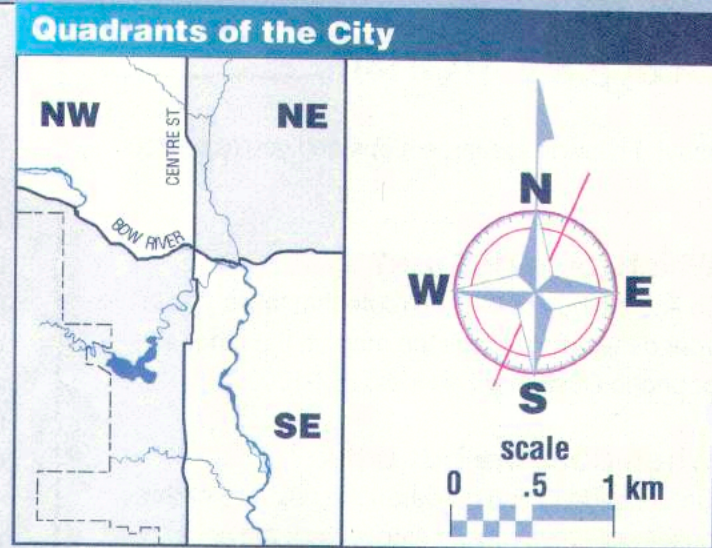 Quadrants of the City
NW
NE
CENTRE ST
BOW RIVER
SE
N
W
E
S
scale
0 .5 1 km